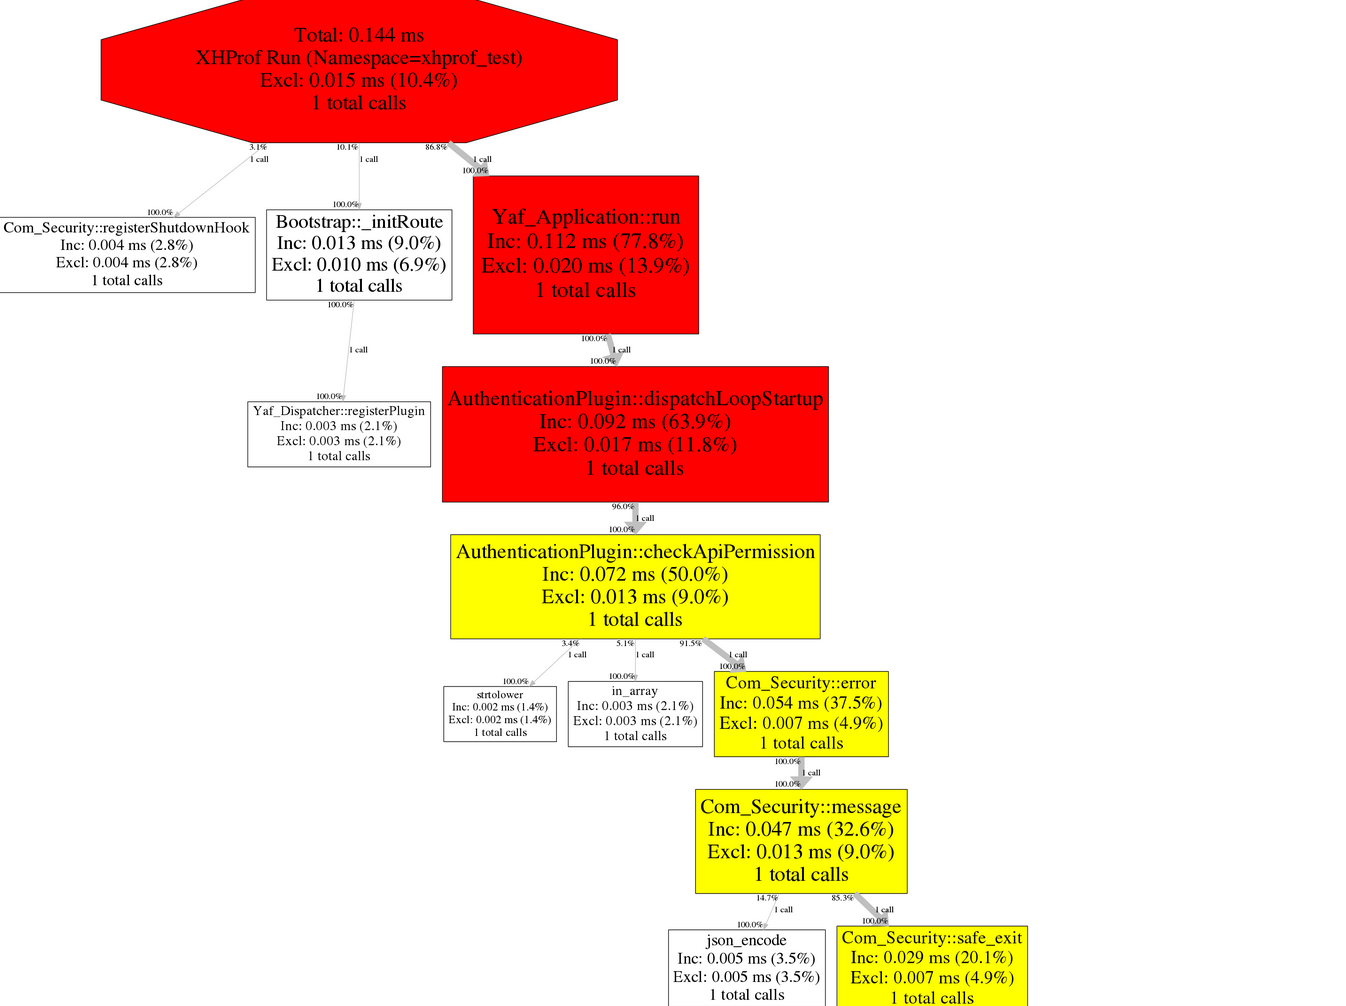 Total: 0.144 ms
XHProf Run (Namespace=xhprof_test)
Excl: 0.015 ms (10.4%)
1 total calls
3.1%
10.1%
86.8%
1 call
1 call
1 call
100.0%
100.0%
100.0%
Com_Security::registerShutdownHook
Inc: 0.004 ms (2.8%)
Excl: 0.004 ms (2.8%)
1 total calls
Bootstrap::_initRoute
Inc: 0.013 ms (9.0%)
Excl: 0.010 ms (6.9%)
1 total calls
Yaf_Application::run
Inc: 0.112 ms (77.8%)
Excl: 0.020 ms (13.9%)
1 total calls
100.0%
1 call
100.0%
Yaf_Dispatcher::registerPlugin
Inc: 0.003 ms (2.1%)
Excl: 0.003 ms (2.1%)
1 total calls
100.0%
1 call
100.0%
AuthenticationPlugin::dispatchLoopStartup
Inc: 0.092 ms (63.9%)
Excl: 0.017 ms (11.8%)
1 total calls
96.0%
1 call
100.0%
AuthenticationPlugin::checkApiPermission
Inc: 0.072 ms (50.0%)
Excl: 0.013 ms (9.0%)
1 total calls
3.4%
5.1%
91.5%
1 call
1 call
1 call
100.0%
100.0%
100.0%
strtolower
Inc: 0.002 ms (1.4%)
Excl: 0.002 ms (1.4%)
1 total calls
in_array
Inc: 0.003 ms (2.1%)
Excl: 0.003 ms (2.1%)
1 total calls
Com_Security::error
Inc: 0.054 ms (37.5%)
Excl: 0.007 ms (4.9%)
1 total calls
100.0%
1 call
100.0%
Com_Security::message
Inc: 0.047 ms (32.6%)
Excl: 0.013 ms (9.0%)
1 total calls
14.7%
85.3%
1 call
1 call
100.0%
100.0%
json_encode
Inc: 0.005 ms (3.5%)
Excl: 0.005 ms (3.5%)
1 total calls
Com_Security::safe_exit
Inc: 0.029 ms (20.1%)
Excl: 0.007 ms (4.9%)
1 total calls